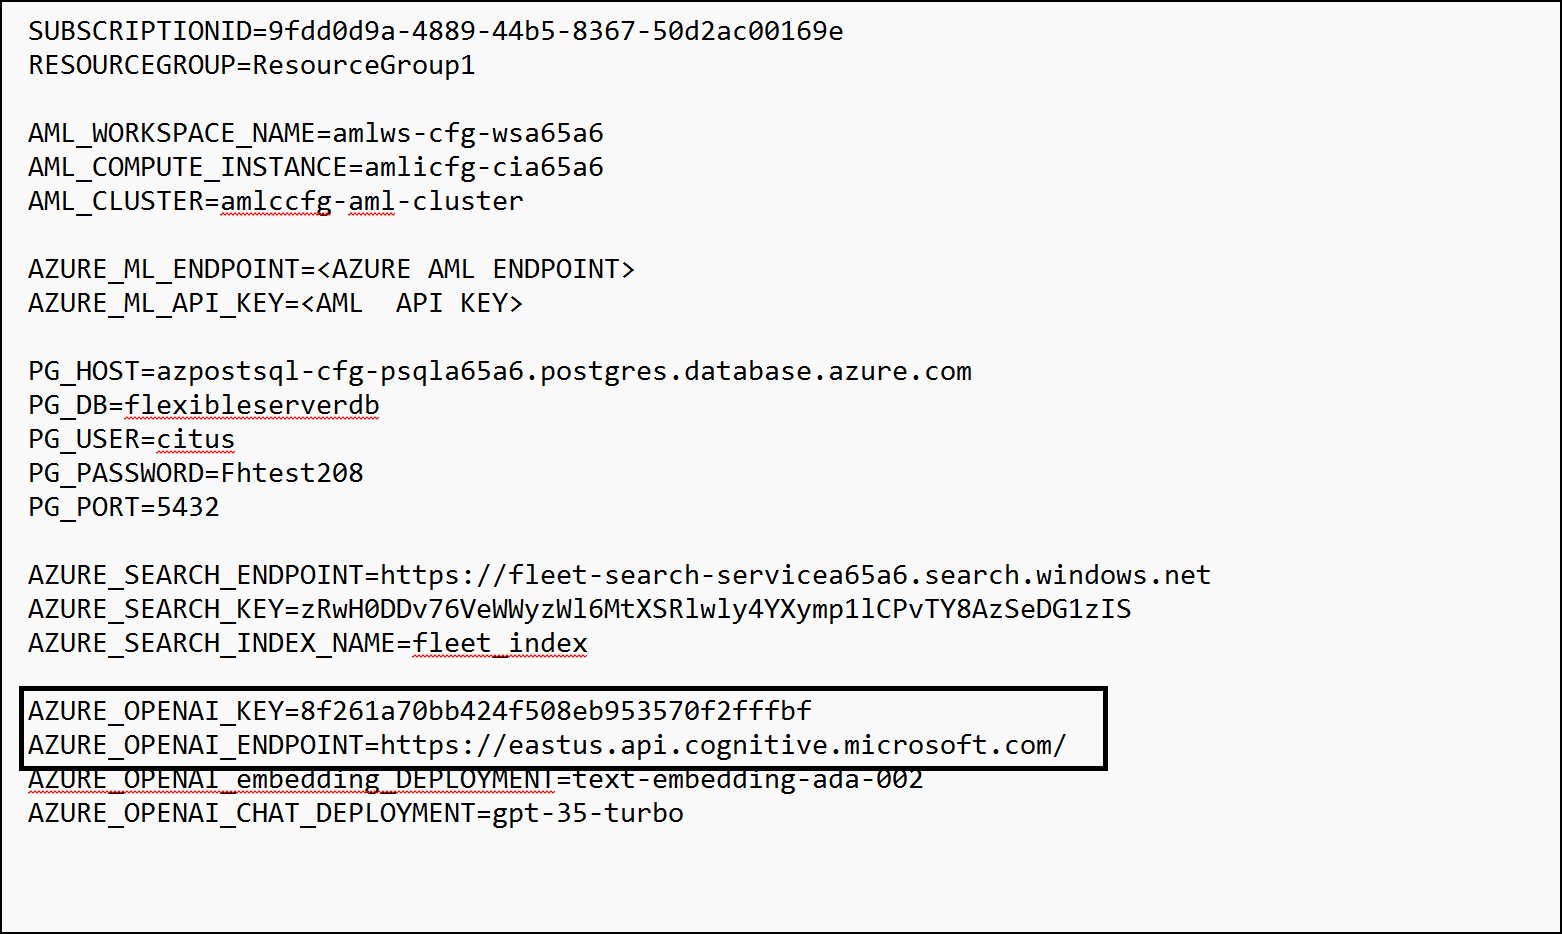 SUBSCRIPTIONID=9fdd0d9a-4889-44b5-8367-50d2ac00169e
RESOURCEGROUP=ResourceGroup1
AML_WORKSPACE_NAME=amlws-cfg-wsa65a6
AML_COMPUTE_INSTANCE=amlicfg-cia65a6
AML_CLUSTER=amlccfg-aml-cluster
AZURE_ML_ENDPOINT=<AZURE AML ENDPOINT>
AZURE_ML_API_KEY=<AML  API KEY>
PG_HOST=azpostsql-cfg-psqla65a6.postgres.database.azure.com
PG_DB=flexibleserverdb
PG_USER=citus
PG_PASSWORD=Fhtest208
PG_PORT=5432
AZURE_SEARCH_ENDPOINT=https://fleet-search-servicea65a6.search.windows.net
AZURE_SEARCH_KEY=zRwH0DDv76VeWWyzWl6MtXSRlwly4YXymp1lCPvTY8AzSeDG1zIS
AZURE_SEARCH_INDEX_NAME=fleet_index
AZURE_OPENAI_KEY=8f261a70bb424f508eb953570f2fffbf
AZURE_OPENAI_ENDPOINT=https://eastus.api.cognitive.microsoft.com/
AZURE_OPENAI_embedding_DEPLOYMENT=text-embedding-ada-002
AZURE_OPENAI_CHAT_DEPLOYMENT=gpt-35-turbo